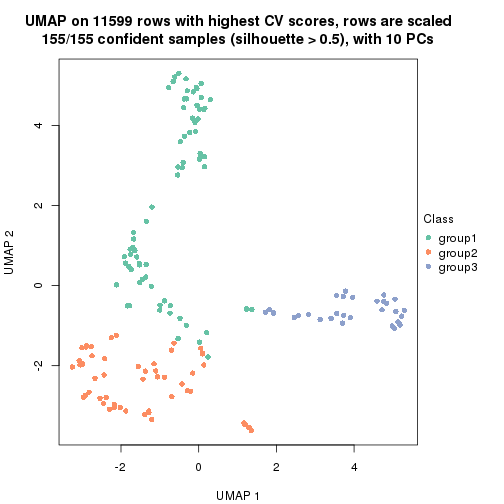 UMAP on 11599 rows with highest CV scores, rows are scaled
155/155 confident samples (silhouette > 0.5), with 10 PCs
4
2
0
-2
UMAP 2
-2
0
2
4
UMAP 1
Class
group1
group2
group3